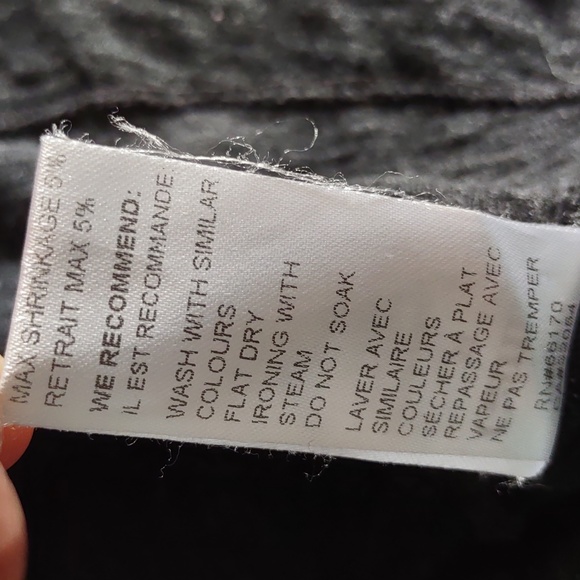 MAX SHRINKAGE 5%
RETRAIT MAX 5%
WE RECOMMEND:
IL EST RECOMMANDE
WASH WITH SIMILAR
COLOURS
FLAT DRY
IRONING WITH
STEAM
DO NOT SOAK
LAVER AVEC
SIMILAIRE
COULEURS
SÉCHER À PLAT
REPASSAGE AVEC
VAPEUR
NE PAS TREMPER
RN#66170